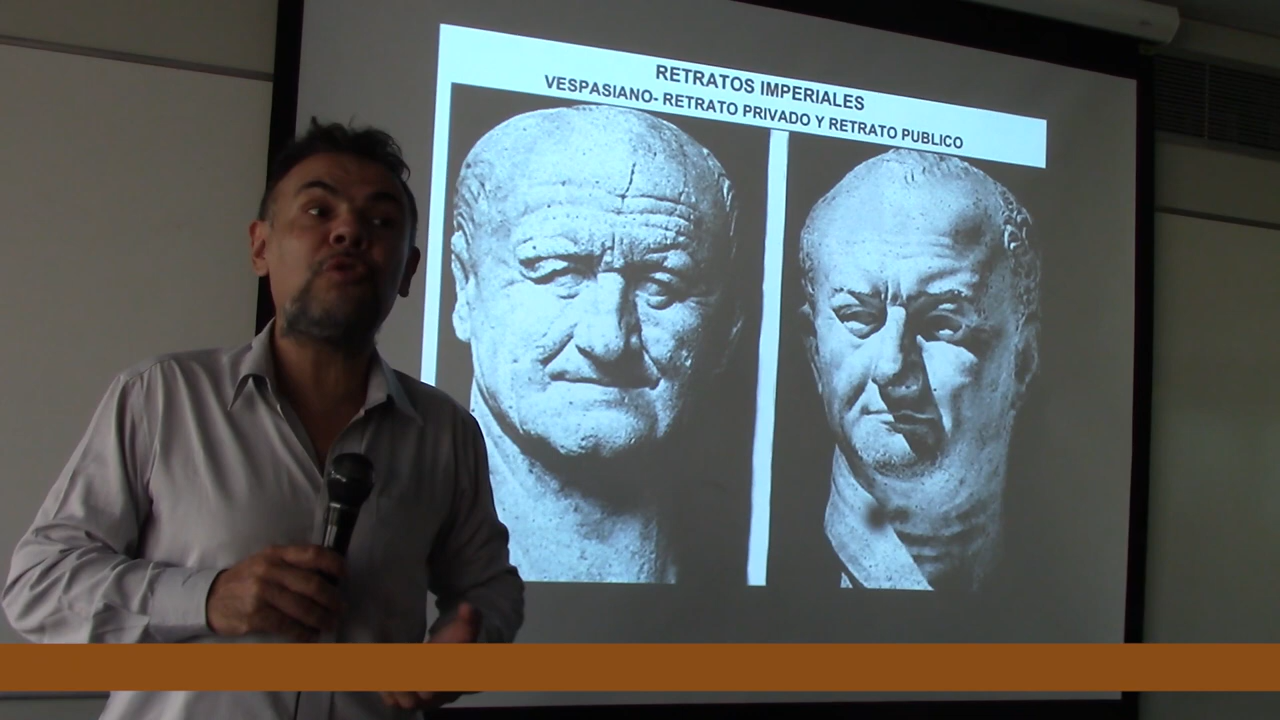 RETRATOS IMPERIALES
VESPASIANO- RETRATO PRIVADO Y RETRATO PUBLICO